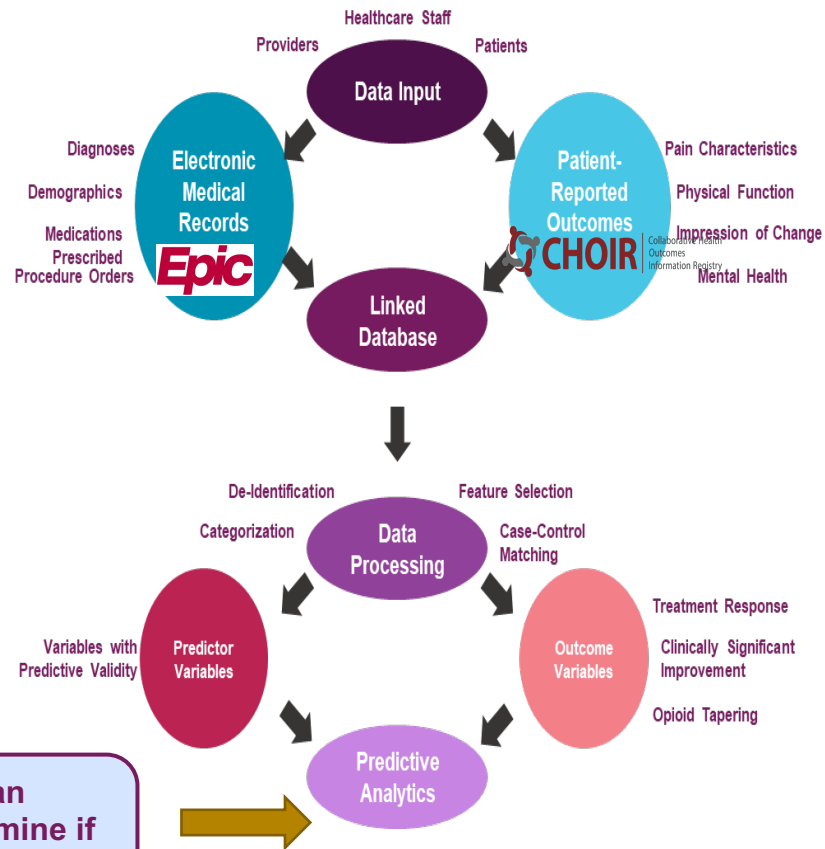 Healthcare Staff
Providers
Patients
Data Input
Diagnoses
Demographics
Medications
Prescribed
Procedure Orders
Electronic
Medical
Records
Epic
Patient-
Reported
Outcomes
CHOIR
Collaborative Health
Outcomes
Information Registry
Pain Characteristics
Physical Function
Impression of Change
Mental Health
Linked
Database
De-Identification
Feature Selection
Categorization
Case-Control
Matching
Data
Processing
Variables with
Predictive Validity
Predictor
Variables
Outcome
Variables
Treatment Response
Clinically Significant
Improvement
Opioid Tapering
Predictive
Analytics
an
mine if